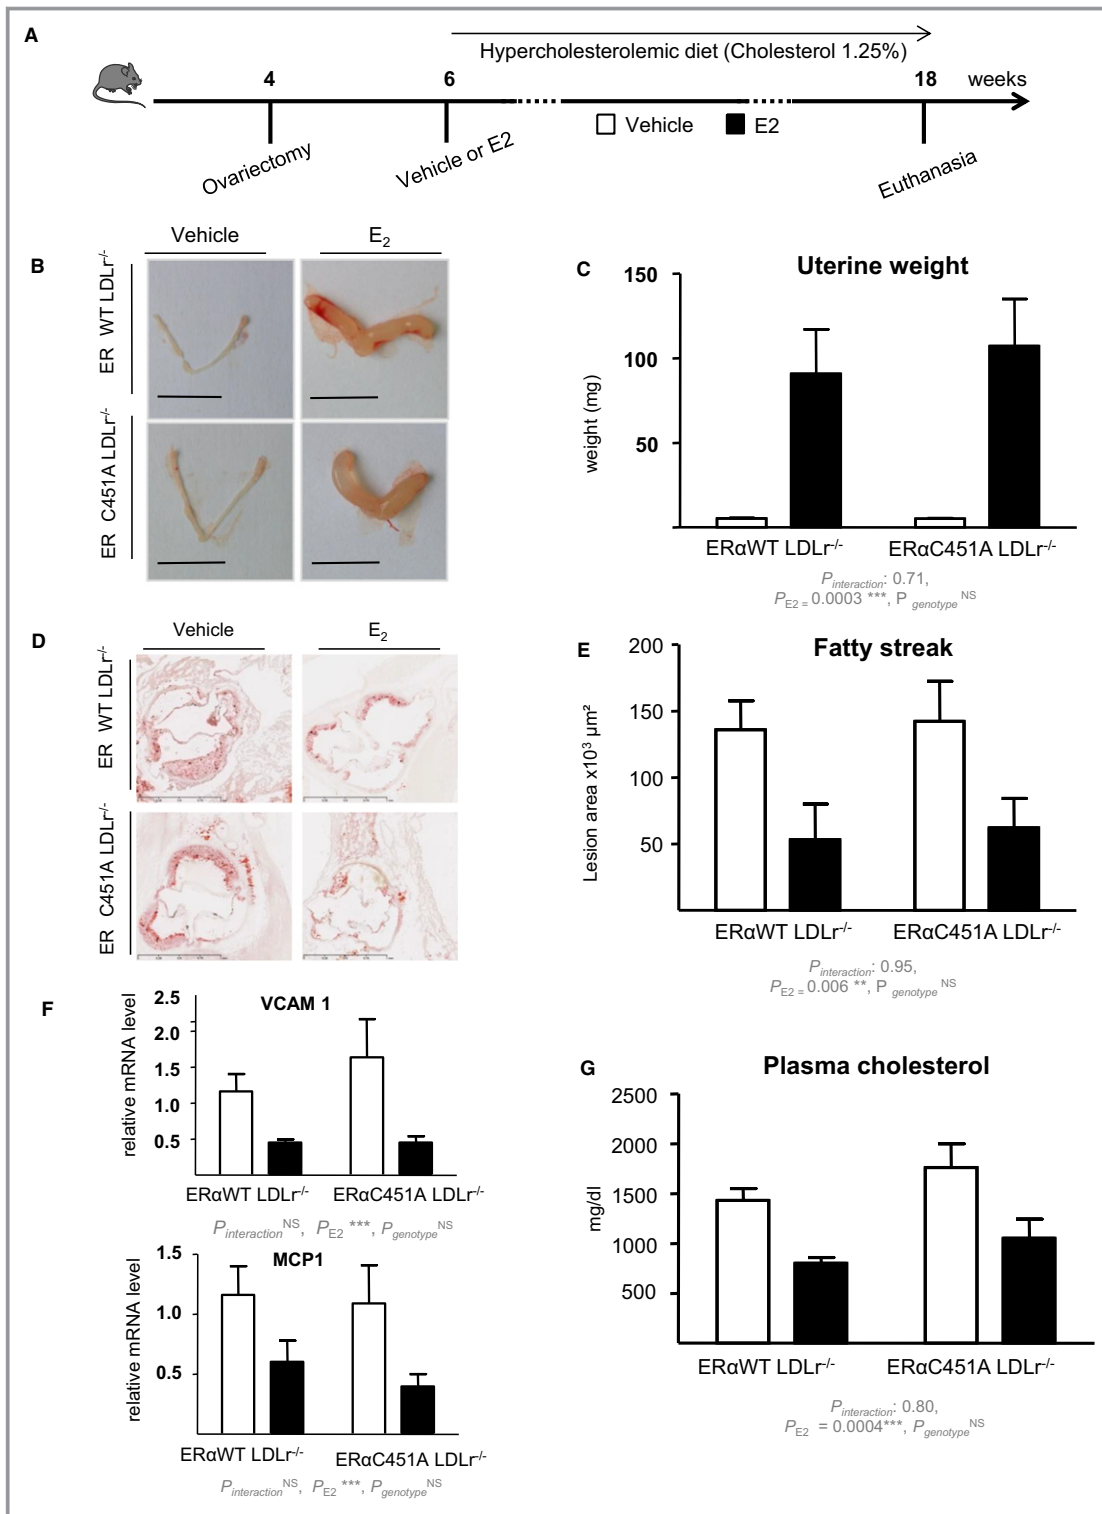 A
Hypercholesterolemic diet (Cholesterol 1.25%)
4
6
18
weeks
Vehicle
E2
Ovariectomy
Vehicle or E2
Euthanasia
B
Vehicle
E2
ER WT LDLr-/-
ER C451A LDLr-/-
C
Uterine weight
weight (mg)
150
100
50
ERαWT LDLr-/-
ERαC451A LDLr-/-
Pinteraction: 0.71,
PE2 = 0.0003 ***, P genotype NS
D
Vehicle
E2
ER WT LDLr-/-
ER C451A LDLr-/-
E
Fatty streak
Lesion area x10³ µm²
200
150
100
50
ERαWT LDLr-/-
ERαC451A LDLr-/-
Pinteraction: 0.95,
PE2 = 0.006 **, P genotype NS
F
VCAM 1
relative mRNA level
2.5
2.0
1.5
1.0
0.5
ERαWT LDLr-/-
ERαC451A LDLr-/-
Pinteraction NS, PE2 ***, Pgenotype NS
MCP1
relative mRNA level
1.5
1.0
0.5
ERαWT LDLr-/-
ERαC451A LDLr-/-
Pinteraction NS, PE2 ***, Pgenotype NS
G
Plasma cholesterol
mg/dl
2500
2000
1500
1000
500
ERαWT LDLr-/-
ERαC451A LDLr-/-
Pinteraction: 0.80,
PE2 = 0.0004***, Pgenotype NS